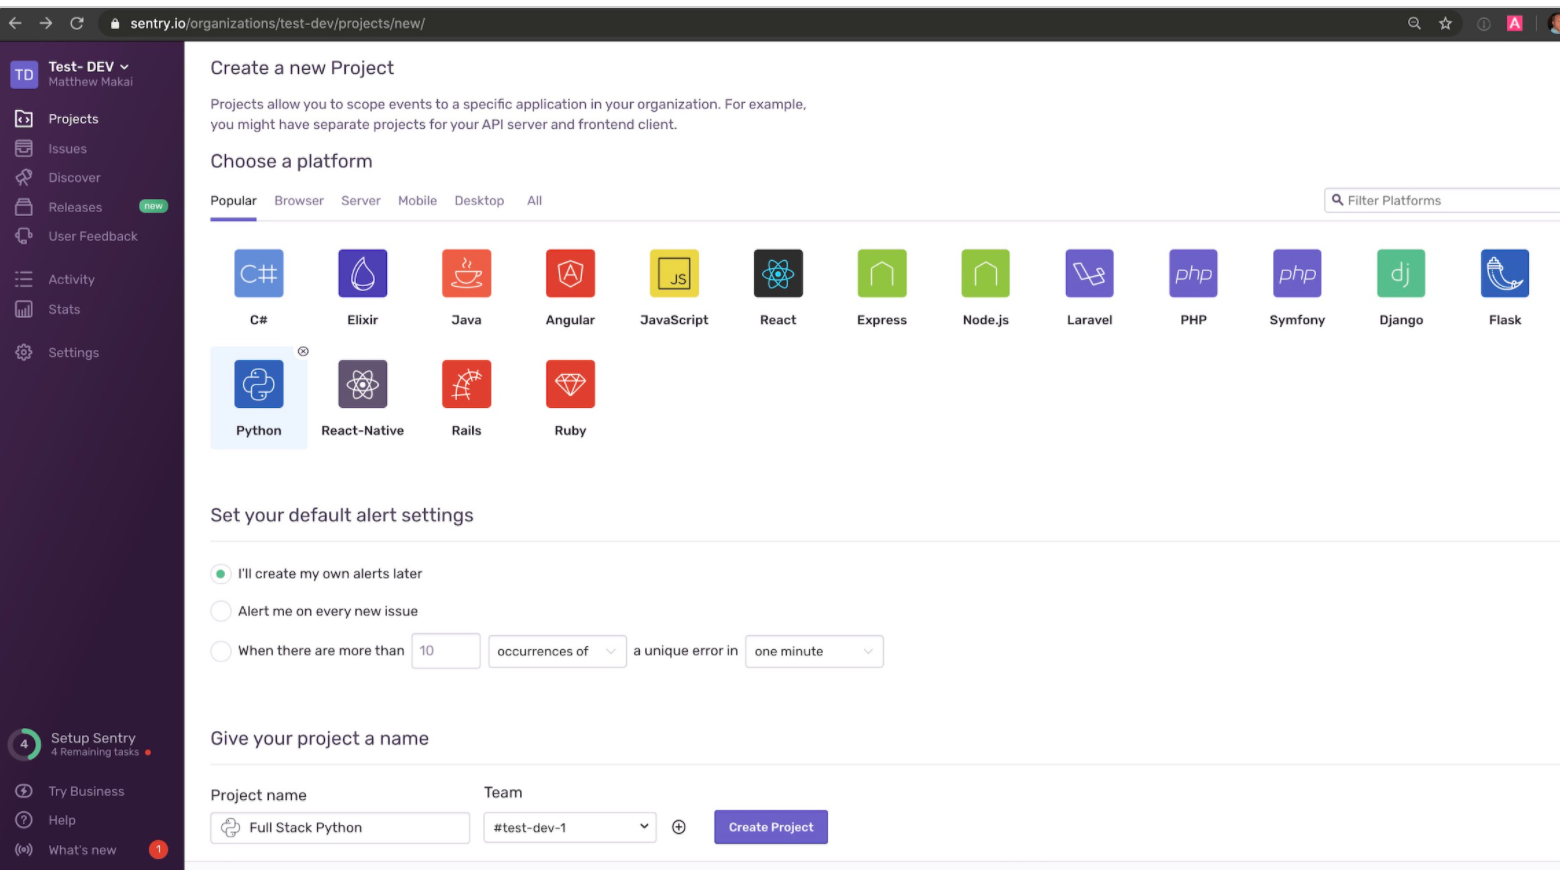 sentry.io/organizations/test-dev/projects/new/
A
TD
Test- DEV
Matthew Makai
Projects
Issues
Discover
Releases new
User Feedback
Activity
Stats
Settings
4
Setup Sentry
4 Remaining tasks
Try Business
Help
What's new 1
Create a new Project
Projects allow you to scope events to a specific application in your organization. For example,
you might have separate projects for your API server and frontend client.
Choose a platform
Popular Browser Server Mobile Desktop All Filter Platforms
C# JS php php dj
C# Elixir Java Angular JavaScript React Express Node.js Laravel PHP Symfony Django Flask
Python React-Native Rails Ruby
Set your default alert settings
I'll create my own alerts later
Alert me on every new issue
When there are more than 10 occurrences of a unique error in one minute
Give your project a name
Project name Team
Full Stack Python #test-dev-1 Create Project